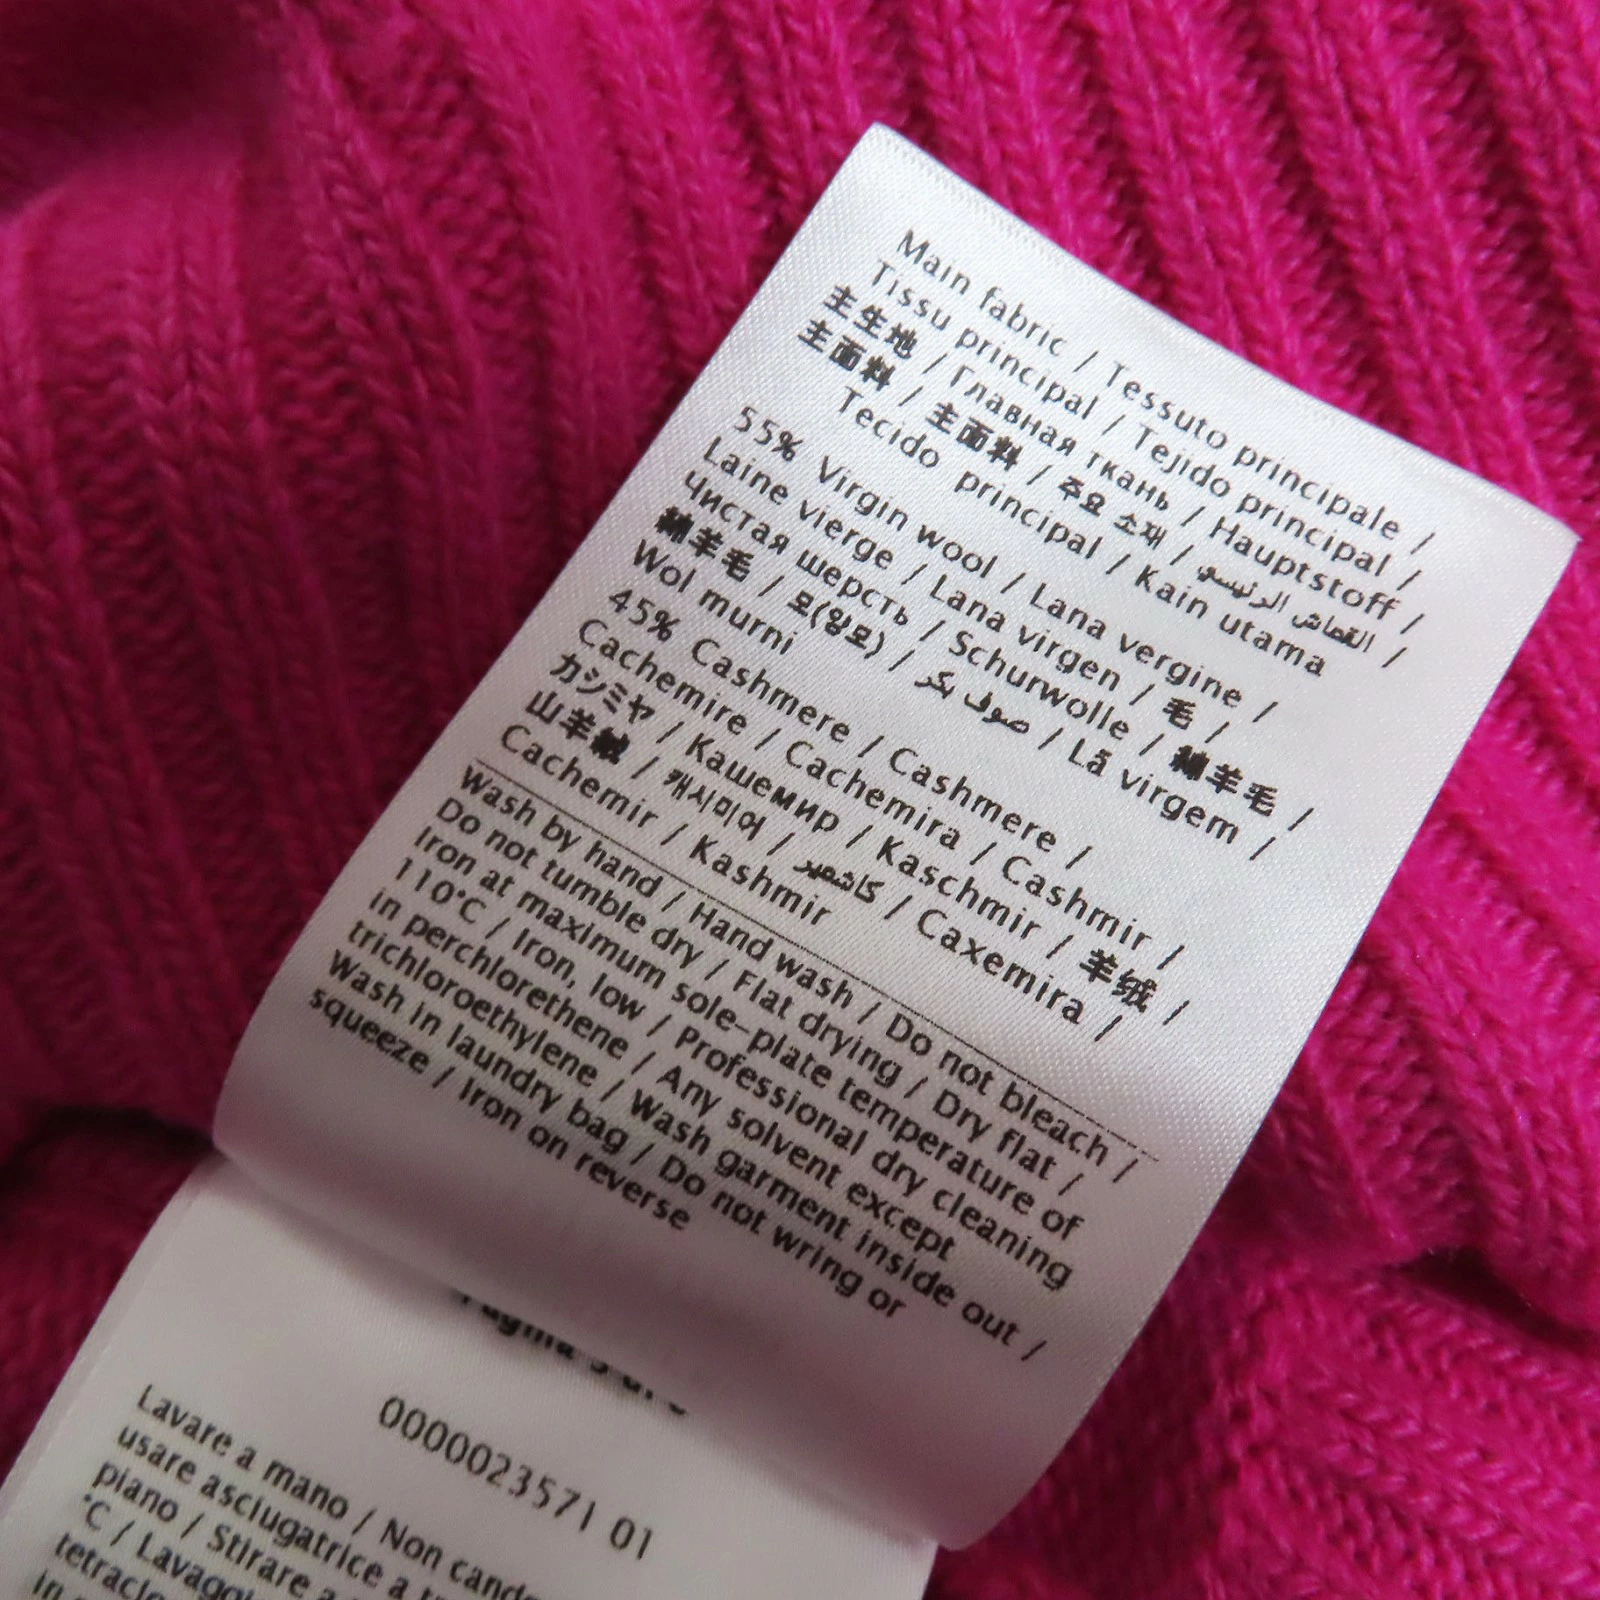 Main fabric / Tessuto principale /
Tissu principal / Tejido principal /
主生地 / Главная ткань / Hauptstoff /
主面料 / 主面料 / 주요 소재 / القماش الرئيسي /
Tecido principal / Kain utama
55% Virgin wool / Lana vergine /
Laine vierge / Lana virgen / 毛 /
Чистая шерсть / Schurwolle / 綿羊毛 /
綿羊毛 / 모(양모) / صوف بكر / Lã virgem /
Wol murni
45% Cashmere / Cashmere /
Cachemire / Cachemira / Cashmir /
カシミヤ / Кашемир / Kaschmir / 羊绒 /
山羊絨 / 캐시미어 / كاشمير / Caxemira /
Cachemir / Kashmir
Wash by hand / Hand wash / Do not bleach /
Do not tumble dry / Flat drying / Dry flat /
Iron at maximum sole-plate temperature of
110°C / Iron, low / Professional dry cleaning
in perchlorethene / Any solvent except
trichloroethylene / Wash garment inside out /
Wash in laundry bag / Do not wring or
squeeze / Iron on reverse
0000023571 01
Lavare a mano / Non
usare asciugatrice a
piano / Stirare a
°C /